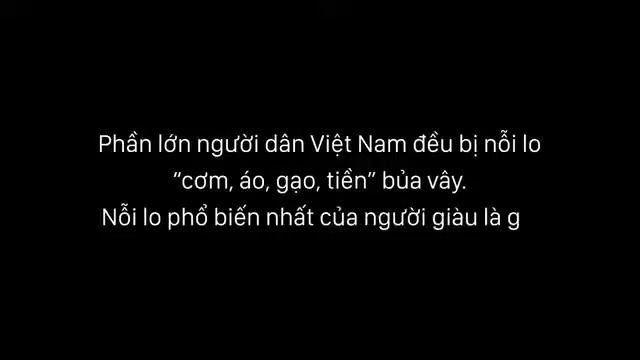 Phần lớn người dân Việt Nam đều bị nỗi lo
“cơm, áo, gạo, tiền” bủa vây.
Nỗi lo phổ biến nhất của người giàu là g